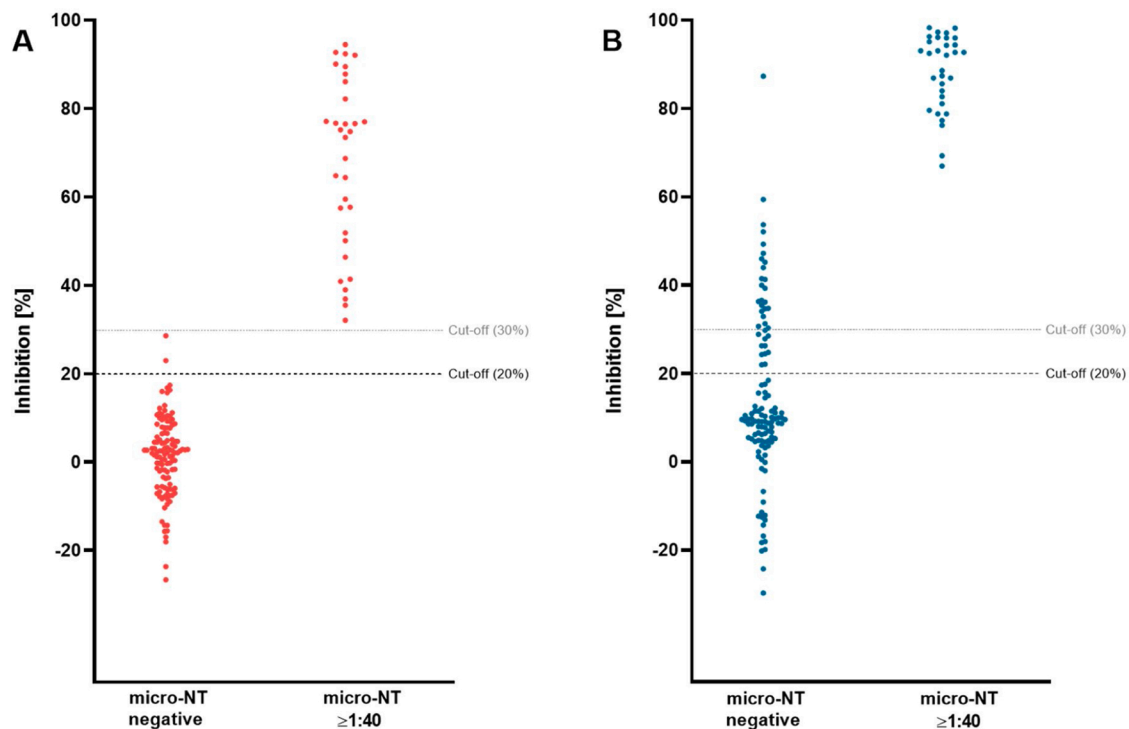 A
Inhibition [%]
100
80
60
40
20
0
-20
Cut-off (30%)
Cut-off (20%)
micro-NT
negative
micro-NT
≥1:40
B
Inhibition [%]
100
80
60
40
20
0
-20
Cut-off (30%)
Cut-off (20%)
micro-NT
negative
micro-NT
≥1:40